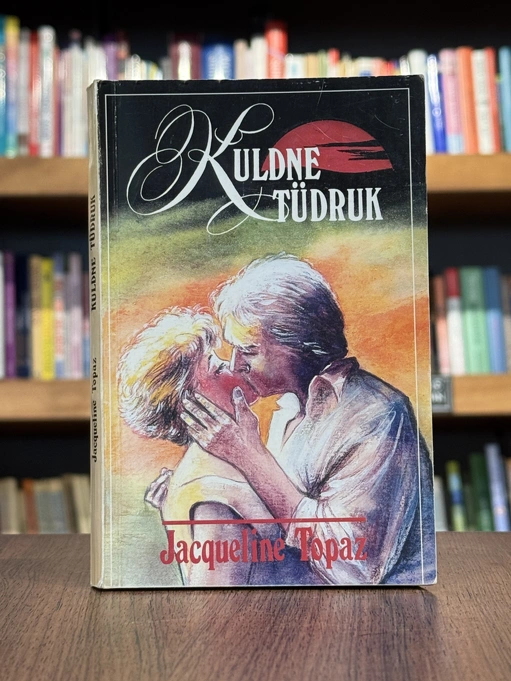 KULDNE
TÜDRUK
Jacqueline Topaz
Jacqueline Topaz KULDNE TÜDRUK